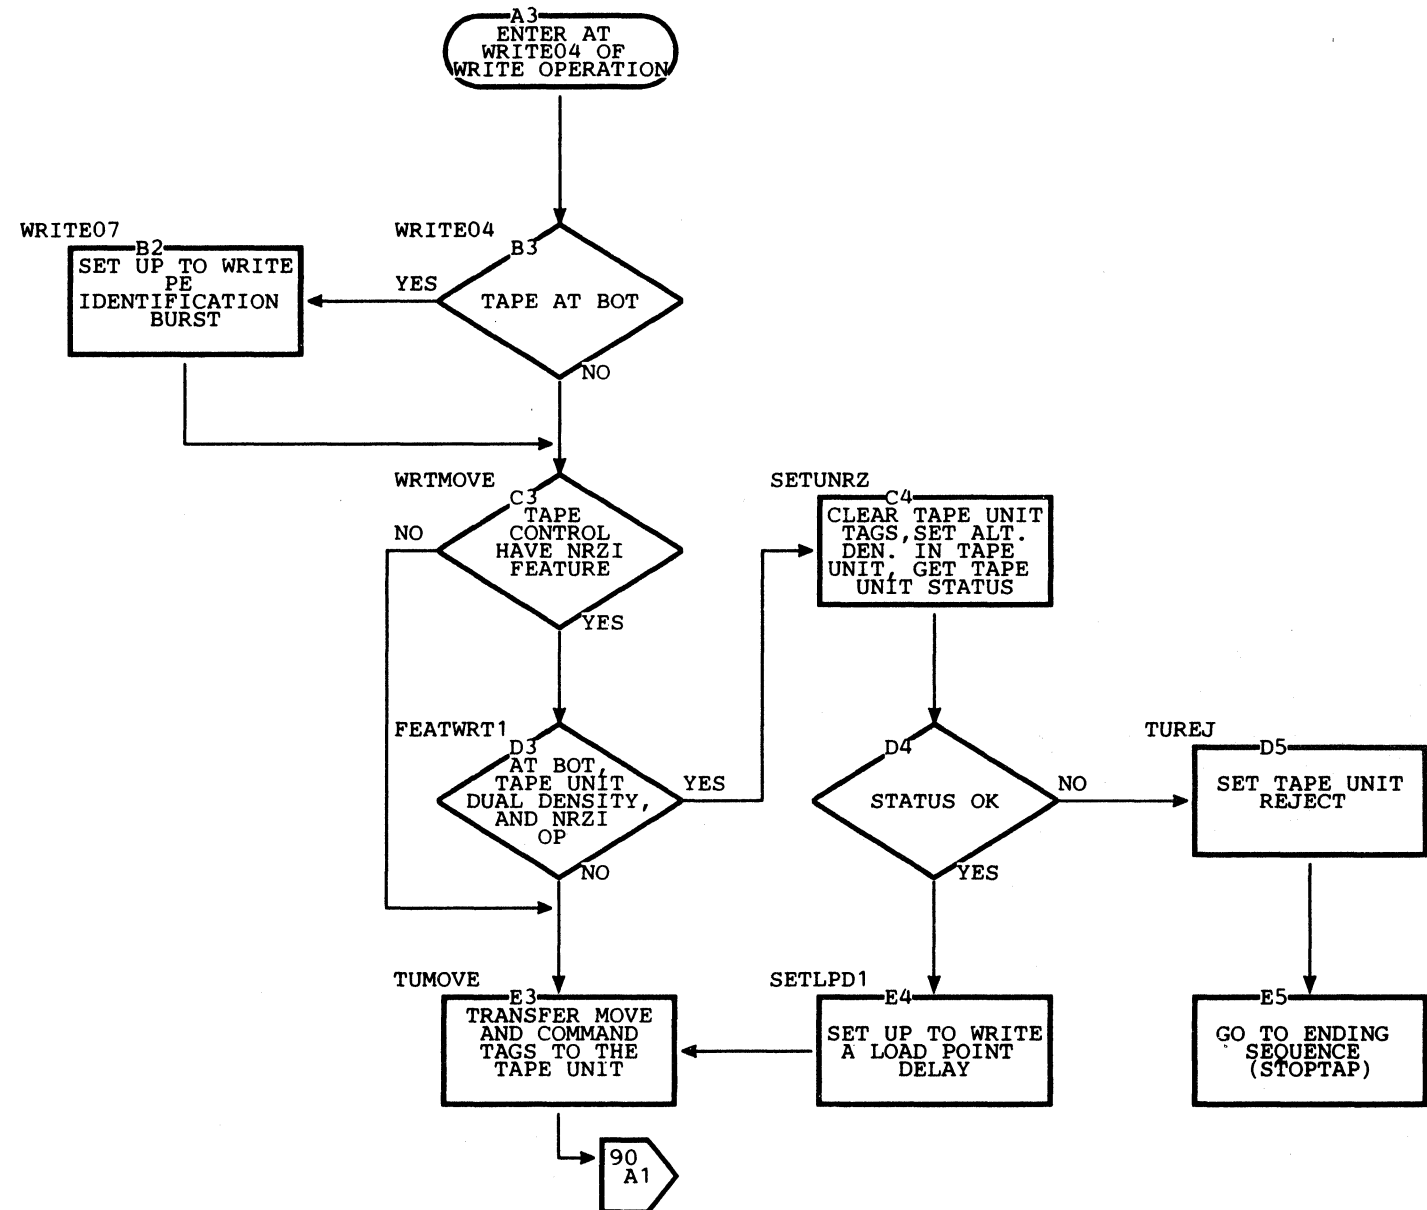 A3
ENTER AT
WRITE04 OF
WRITE OPERATION
WRITE07
B2
SET UP TO WRITE
PE
IDENTIFICATION
BURST
WRITE04
B3
YES
TAPE AT BOT
NO
WRTMOVE
C3
NO
TAPE
CONTROL
HAVE NRZI
FEATURE
YES
SETUNRZ
C4
CLEAR TAPE UNIT
TAGS,SET ALT.
DEN. IN TAPE
UNIT, GET TAPE
UNIT STATUS
FEATWRT1
D3
AT BOT,
TAPE UNIT
DUAL DENSITY,
AND NRZI
OP
YES
NO
D4
STATUS OK
NO
YES
TUREJ
D5
SET TAPE UNIT
REJECT
TUMOVE
E3
TRANSFER MOVE
AND COMMAND
TAGS TO THE
TAPE UNIT
SETLPD1
E4
SET UP TO WRITE
A LOAD POINT
DELAY
E5
GO TO ENDING
SEQUENCE
(STOPTAP)
90
A1